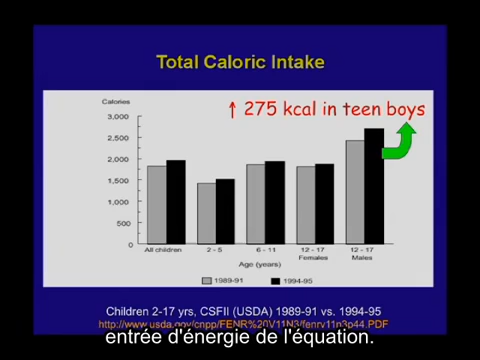 Total Caloric Intake
Calories
↑ 275 kcal in teen boys
3,000
2,500
2,000
1,500
1,000
500
0
All children
2 - 5
6 - 11
12 - 17
Females
12 - 17
Males
Age (years)
1989-91
1994-95
Children 2-17 yrs, CSFII (USDA) 1989-91 vs. 1994-95
http://www.usda.gov/cnpp/FENR%20V11N3/fenrv11n3p44.PDF
entrée d'énergie de l'équation.